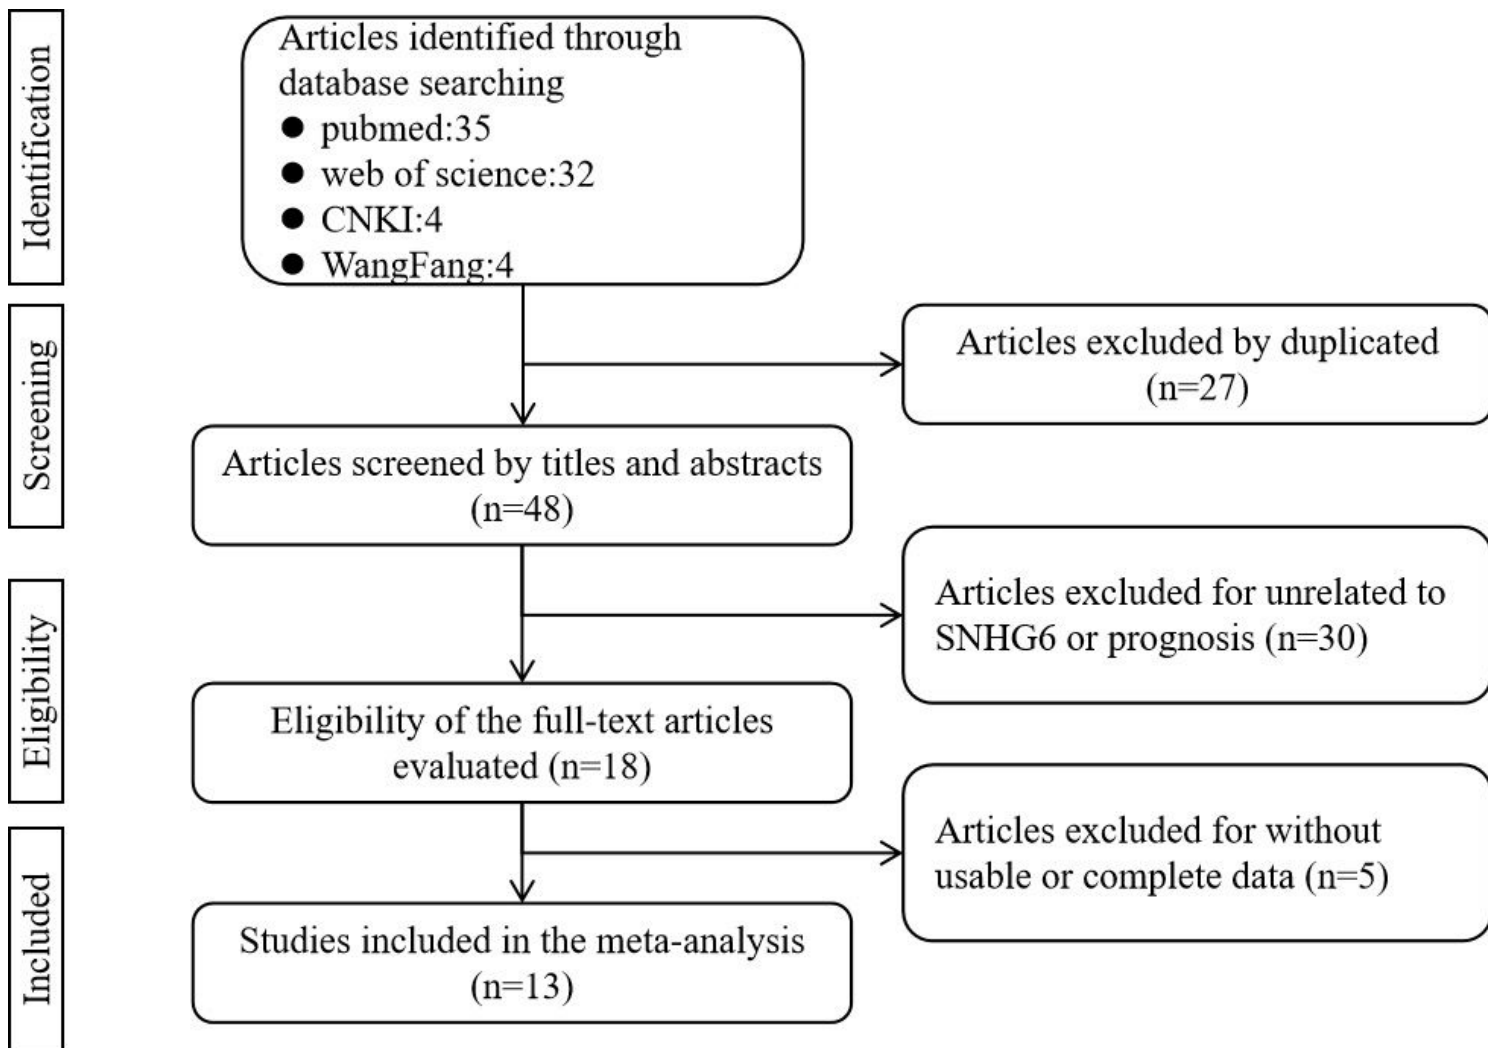 Identification
Articles identified through
database searching
● pubmed:35
● web of science:32
● CNKI:4
● WangFang:4
Screening
Articles excluded by duplicated
(n=27)
Articles screened by titles and abstracts
(n=48)
Eligibility
Articles excluded for unrelated to
SNHG6 or prognosis (n=30)
Eligibility of the full-text articles
evaluated (n=18)
Included
Articles excluded for without
usable or complete data (n=5)
Studies included in the meta-analysis
(n=13)